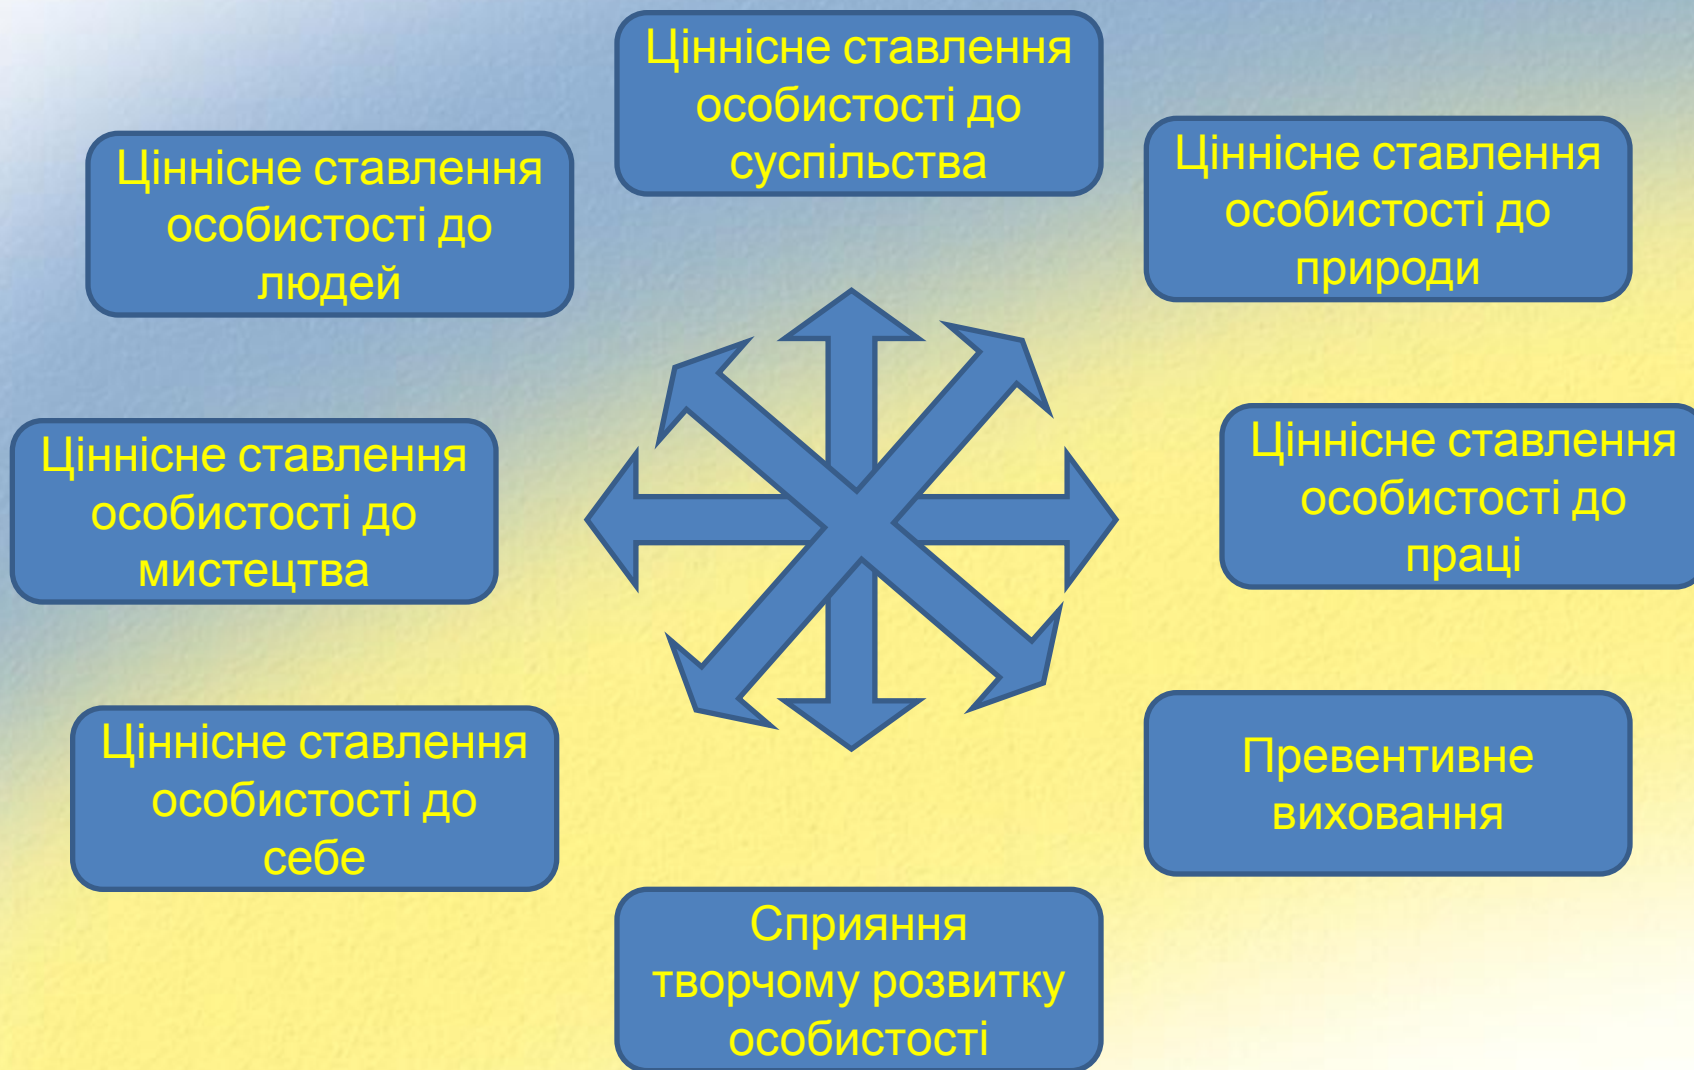 Ціннісне ставлення
особистості до
суспільства
Ціннісне ставлення
особистості до
людей
Ціннісне ставлення
особистості до
природи
Ціннісне ставлення
особистості до
мистецтва
Ціннісне ставлення
особистості до
праці
Ціннісне ставлення
особистості до
себе
Превентивне
виховання
Сприяння
творчому розвитку
особистості